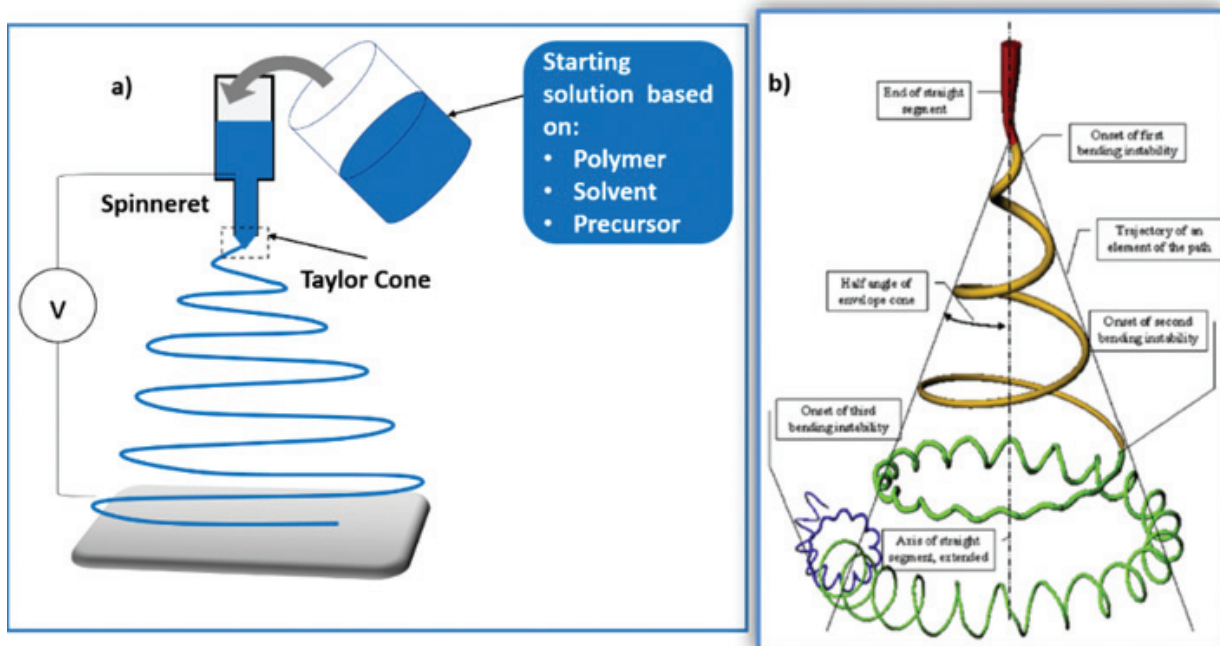 a)
Starting
solution based
on:
• Polymer
• Solvent
• Precursor
Spinneret
Taylor Cone
V
b)
End of straight
segment
Onset of first
bending instability
Trajectory of an
element of the path
Half angle of
envelope cone
Onset of second
bending instability
Onset of third
bending instability
Axis of straight
segment, extended